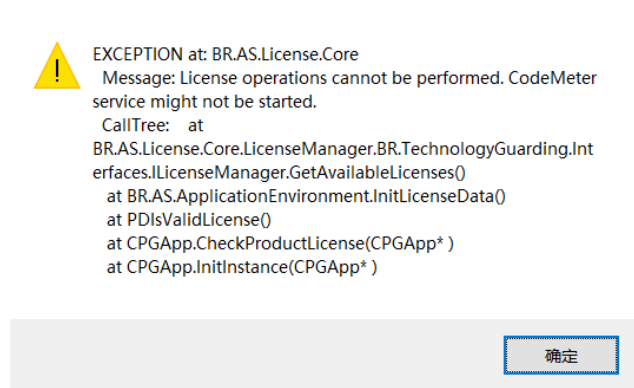 EXCEPTION at: BR.AS.License.Core
Message: License operations cannot be performed. CodeMeter
service might not be started.
CallTree: at
BR.AS.License.Core.LicenseManager.BR.TechnologyGuarding.Int
erfaces.ILicenseManager.GetAvailableLicenses()
at BR.AS.ApplicationEnvironment.InitLicenseData()
at PDIsValidLicense()
at CPGApp.CheckProductLicense(CPGApp* )
at CPGApp.InitInstance(CPGApp* )
确定